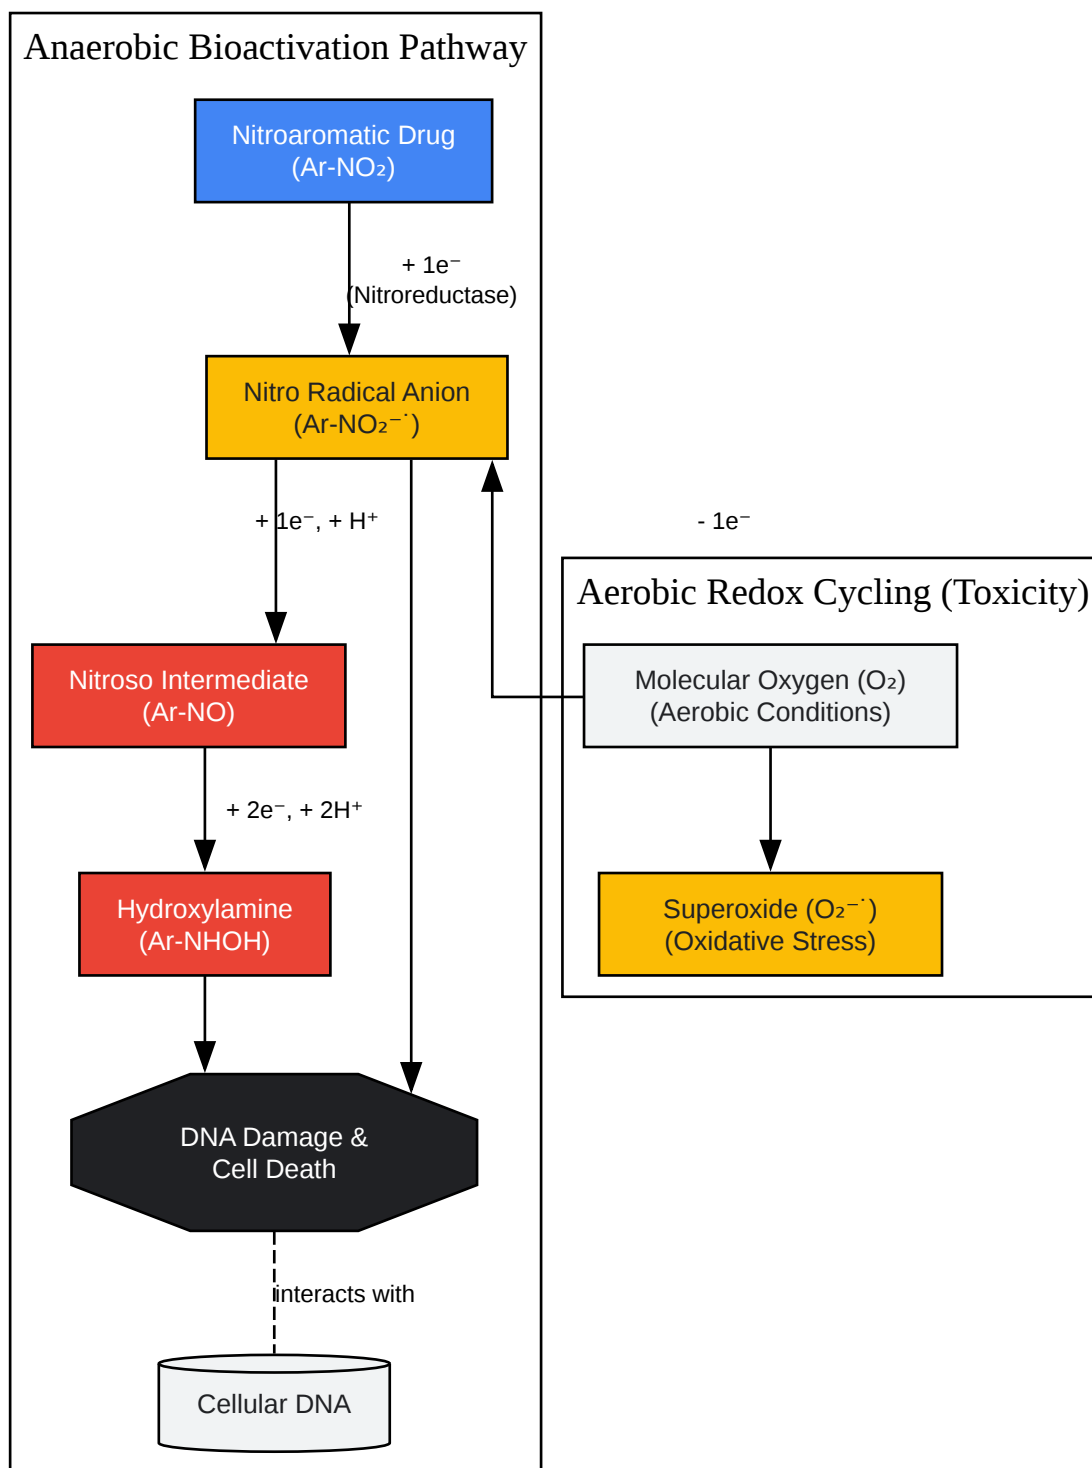 Anaerobic Bioactivation Pathway
Nitroaromatic Drug
(Ar-NO₂)
+ 1e⁻
(Nitroreductase)
Nitro Radical Anion
(Ar-NO₂⁻˙)
+ 1e⁻, + H⁺
- 1e⁻
Aerobic Redox Cycling (Toxicity)
Nitroso Intermediate
(Ar-NO)
Molecular Oxygen (O₂)
(Aerobic Conditions)
+ 2e⁻, + 2H⁺
Hydroxylamine
(Ar-NHOH)
Superoxide (O₂⁻˙)
(Oxidative Stress)
DNA Damage &
Cell Death
interacts with
Cellular DNA